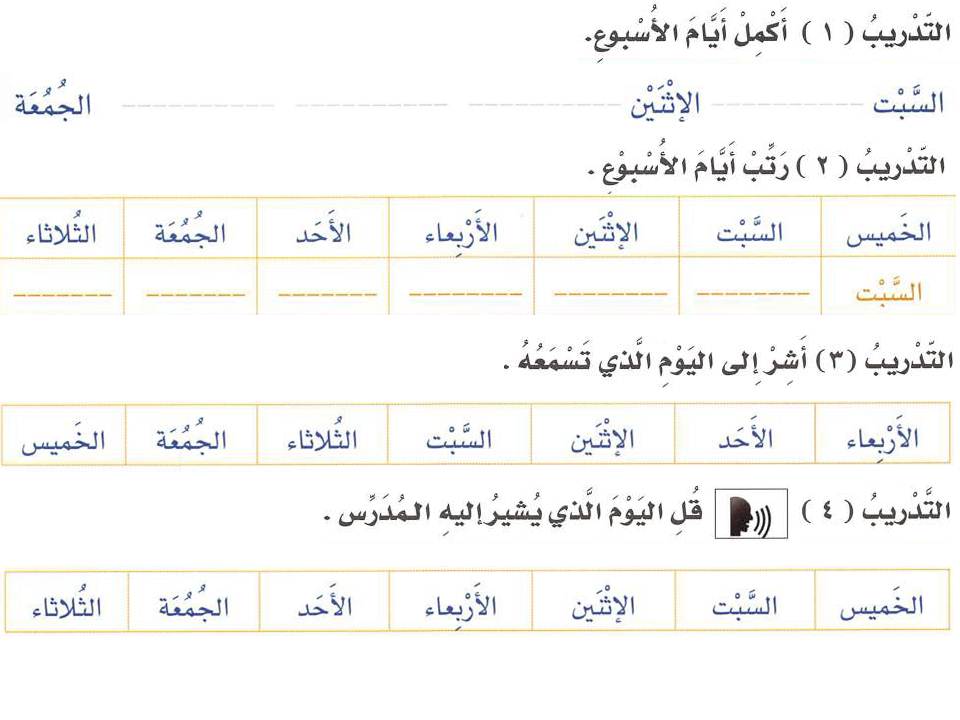 التّدْريبُ ( ١ ) أَكْمِلْ أَيَّامَ الأُسْبوعِ.
السَّبْت ---------- الإثْنَيْن ---------- ---------- ---------- الجُمُعَة
التّدْريبُ ( ٢ ) رَتِّبْ أَيَّامَ الأُسْبوْعِ .
الخَميس السَّبْت الإثْنَين الأَرْبِعاء الأَحَد الجُمُعَة الثُلاثاء
السَّبْت -------- -------- -------- ------- ------- -------
التّدْريبُ (٣) أَشِرْ إلى اليَوْمِ الَّذي تَسْمَعُهُ .
الأَرْبِعاء الأَحَد الإثْنَين السَّبْت الثُلاثاء الجُمُعَة الخَميس
التَّدْريبُ ( ٤ ) قُلِ اليَوْمَ الَّذي يُشيرُ إليهِ المُدَرِّس .
الخَميس السَّبْت الإثْنَين الأَرْبِعاء الأَحَد الجُمُعَة الثُلاثاء